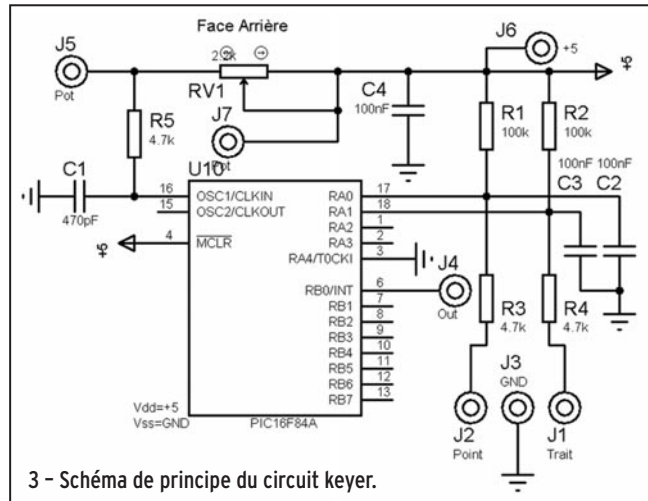 Face Arrière
J5
Pot
2.2k
RV1
J7
Pot
J6
+5
+5
C4
100nF
R1
100k
R2
100k
R5
4.7k
C1
470pF
U10
100nF 100nF
C3 C2
16 OSC1/CLKIN
15 OSC2/CLKOUT
+5
4 MCLR
RA0 17
RA1 18
RA2 1
RA3 2
RA4/T0CKI 3
RB0/INT 6
RB1 7
RB2 8
RB3 9
RB4 10
RB5 11
RB6 12
RB7 13
J4
Out
R3
4.7k
R4
4.7k
J3
GND
J2
Point
J1
Trait
Vdd=+5
Vss=GND
PIC16F84A
3 – Schéma de principe du circuit keyer.